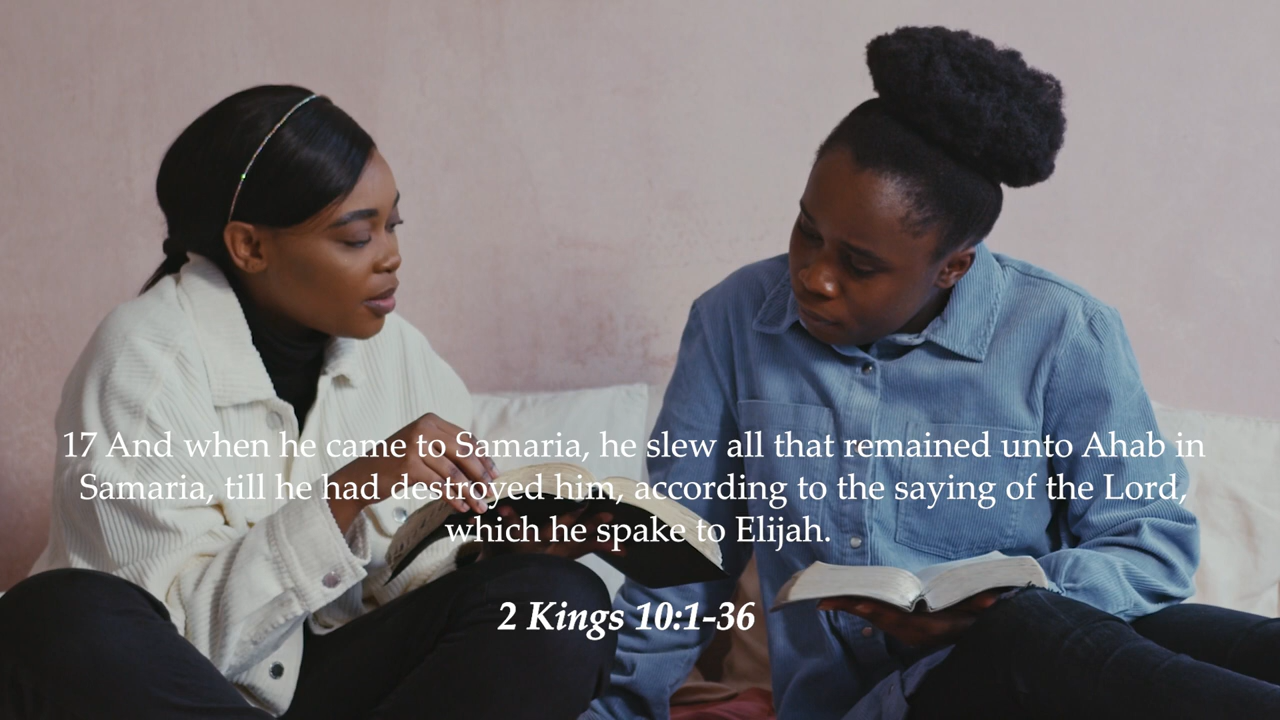 17 And when he came to Samaria, he slew all that remained unto Ahab in
Samaria, till he had destroyed him, according to the saying of the Lord,
which he spake to Elijah.
2 Kings 10:1-36